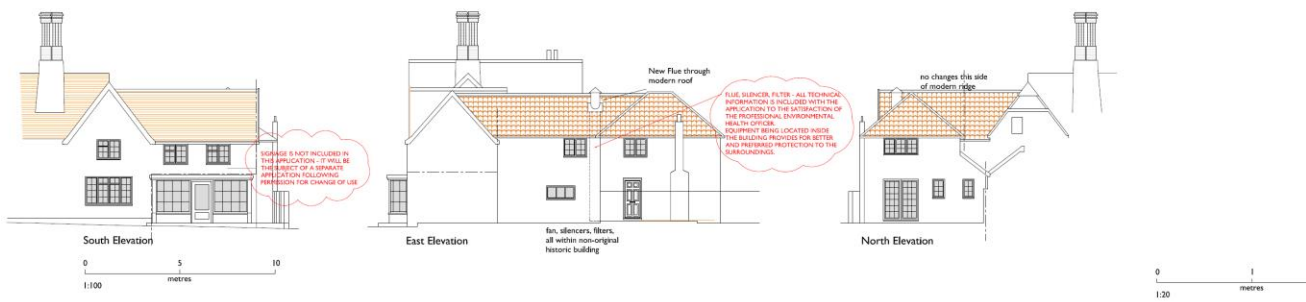 SIGNAGE IS NOT INCLUDED IN
THIS APPLICATION - IT WILL BE
THE SUBJECT OF A SEPARATE
APPLICATION FOLLOWING
PERMISSION FOR CHANGE OF USE
South Elevation
0 5 10
metres
1:100
New Flue through
modern roof
FLUE, SILENCER, FILTER - ALL TECHNICAL
INFORMATION IS INCLUDED WITH THE
APPLICATION TO THE SATISFACTION OF
THE PROFESSIONAL ENVIRONMENTAL
HEALTH OFFICER.
EQUIPMENT BEING LOCATED INSIDE
THE BUILDING PROVIDES FOR BETTER
AND PREFERRED PROTECTION TO THE
SURROUNDINGS.
East Elevation
fan, silencers, filters,
all within non-original
historic building
no changes this side
of modern ridge
North Elevation
0 1
metres
1:20